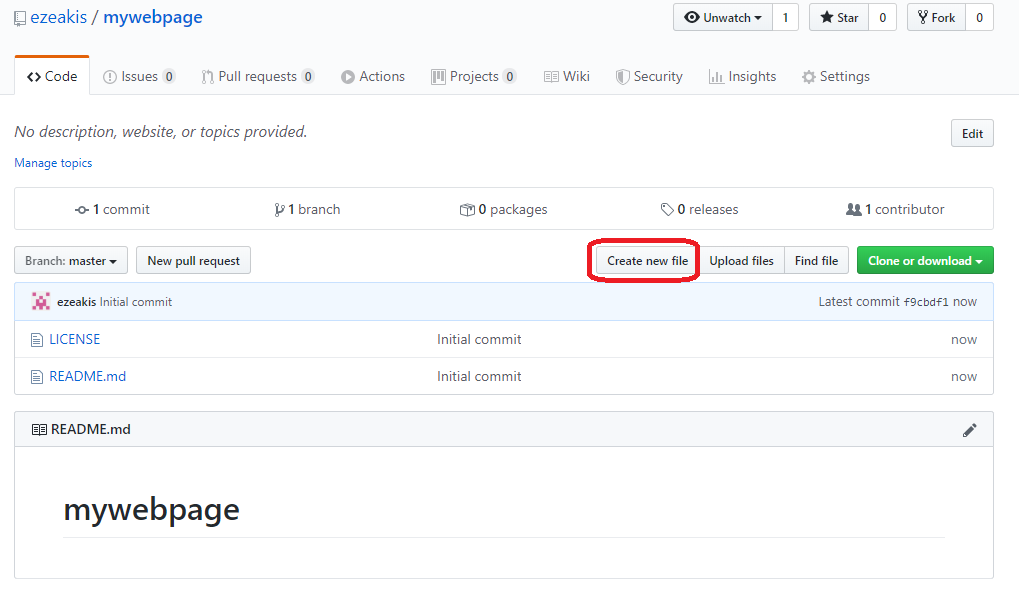 ezeakis / mywebpage Unwatch 1 Star 0 Fork 0
Code Issues 0 Pull requests 0 Actions Projects 0 Wiki Security Insights Settings
No description, website, or topics provided. Edit
Manage topics
1 commit 1 branch 0 packages 0 releases 1 contributor
Branch: master New pull request Create new file Upload files Find file Clone or download
ezeakis Initial commit Latest commit f9cbdf1 now
LICENSE Initial commit now
README.md Initial commit now
README.md
mywebpage